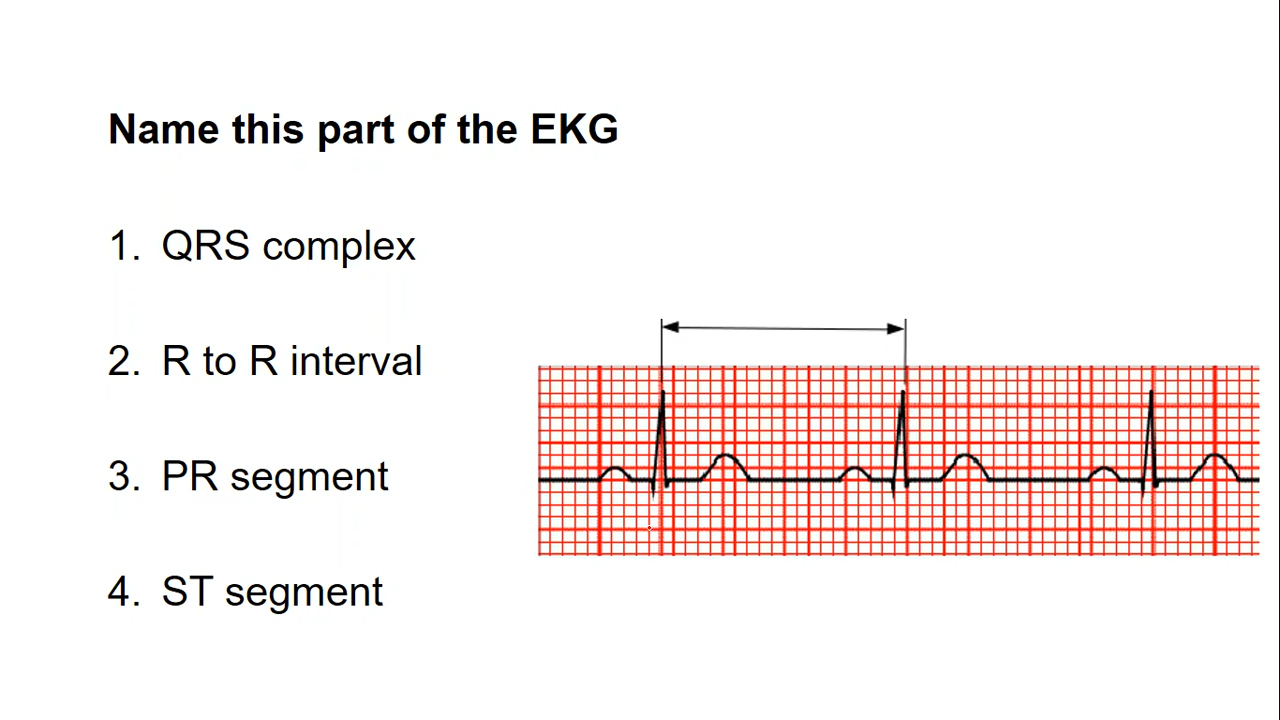 Name this part of the EKG
1. QRS complex
2. R to R interval
3. PR segment
4. ST segment